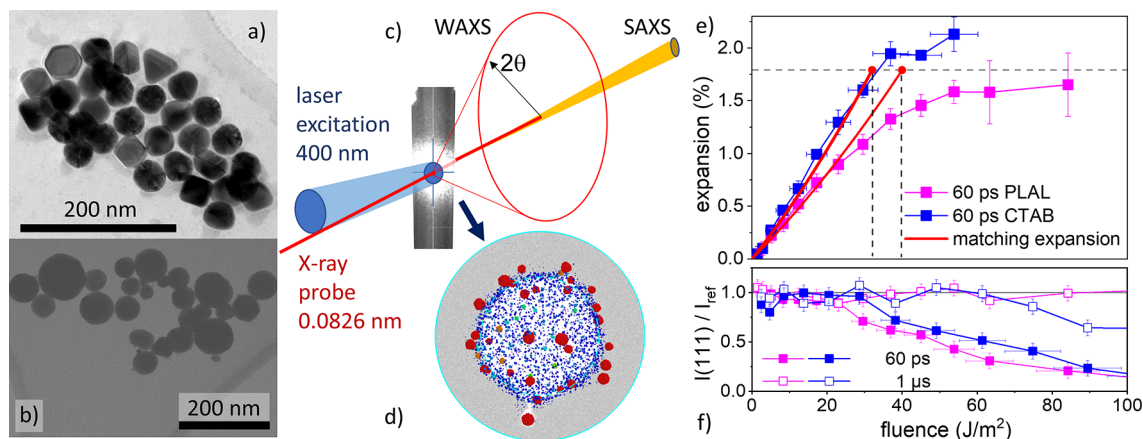 a)
200 nm
b)
200 nm
c)
WAXS
SAXS
2θ
laser
excitation
400 nm
X-ray
probe
0.0826 nm
d)
e)
expansion (%)
2.0
1.5
1.0
0.5
0.0
60 ps PLAL
60 ps CTAB
matching expansion
I(111) / I_ref
1.0
0.5
0.0
60 ps
1 µs
f)
0
20
40
60
80
100
fluence (J/m²)